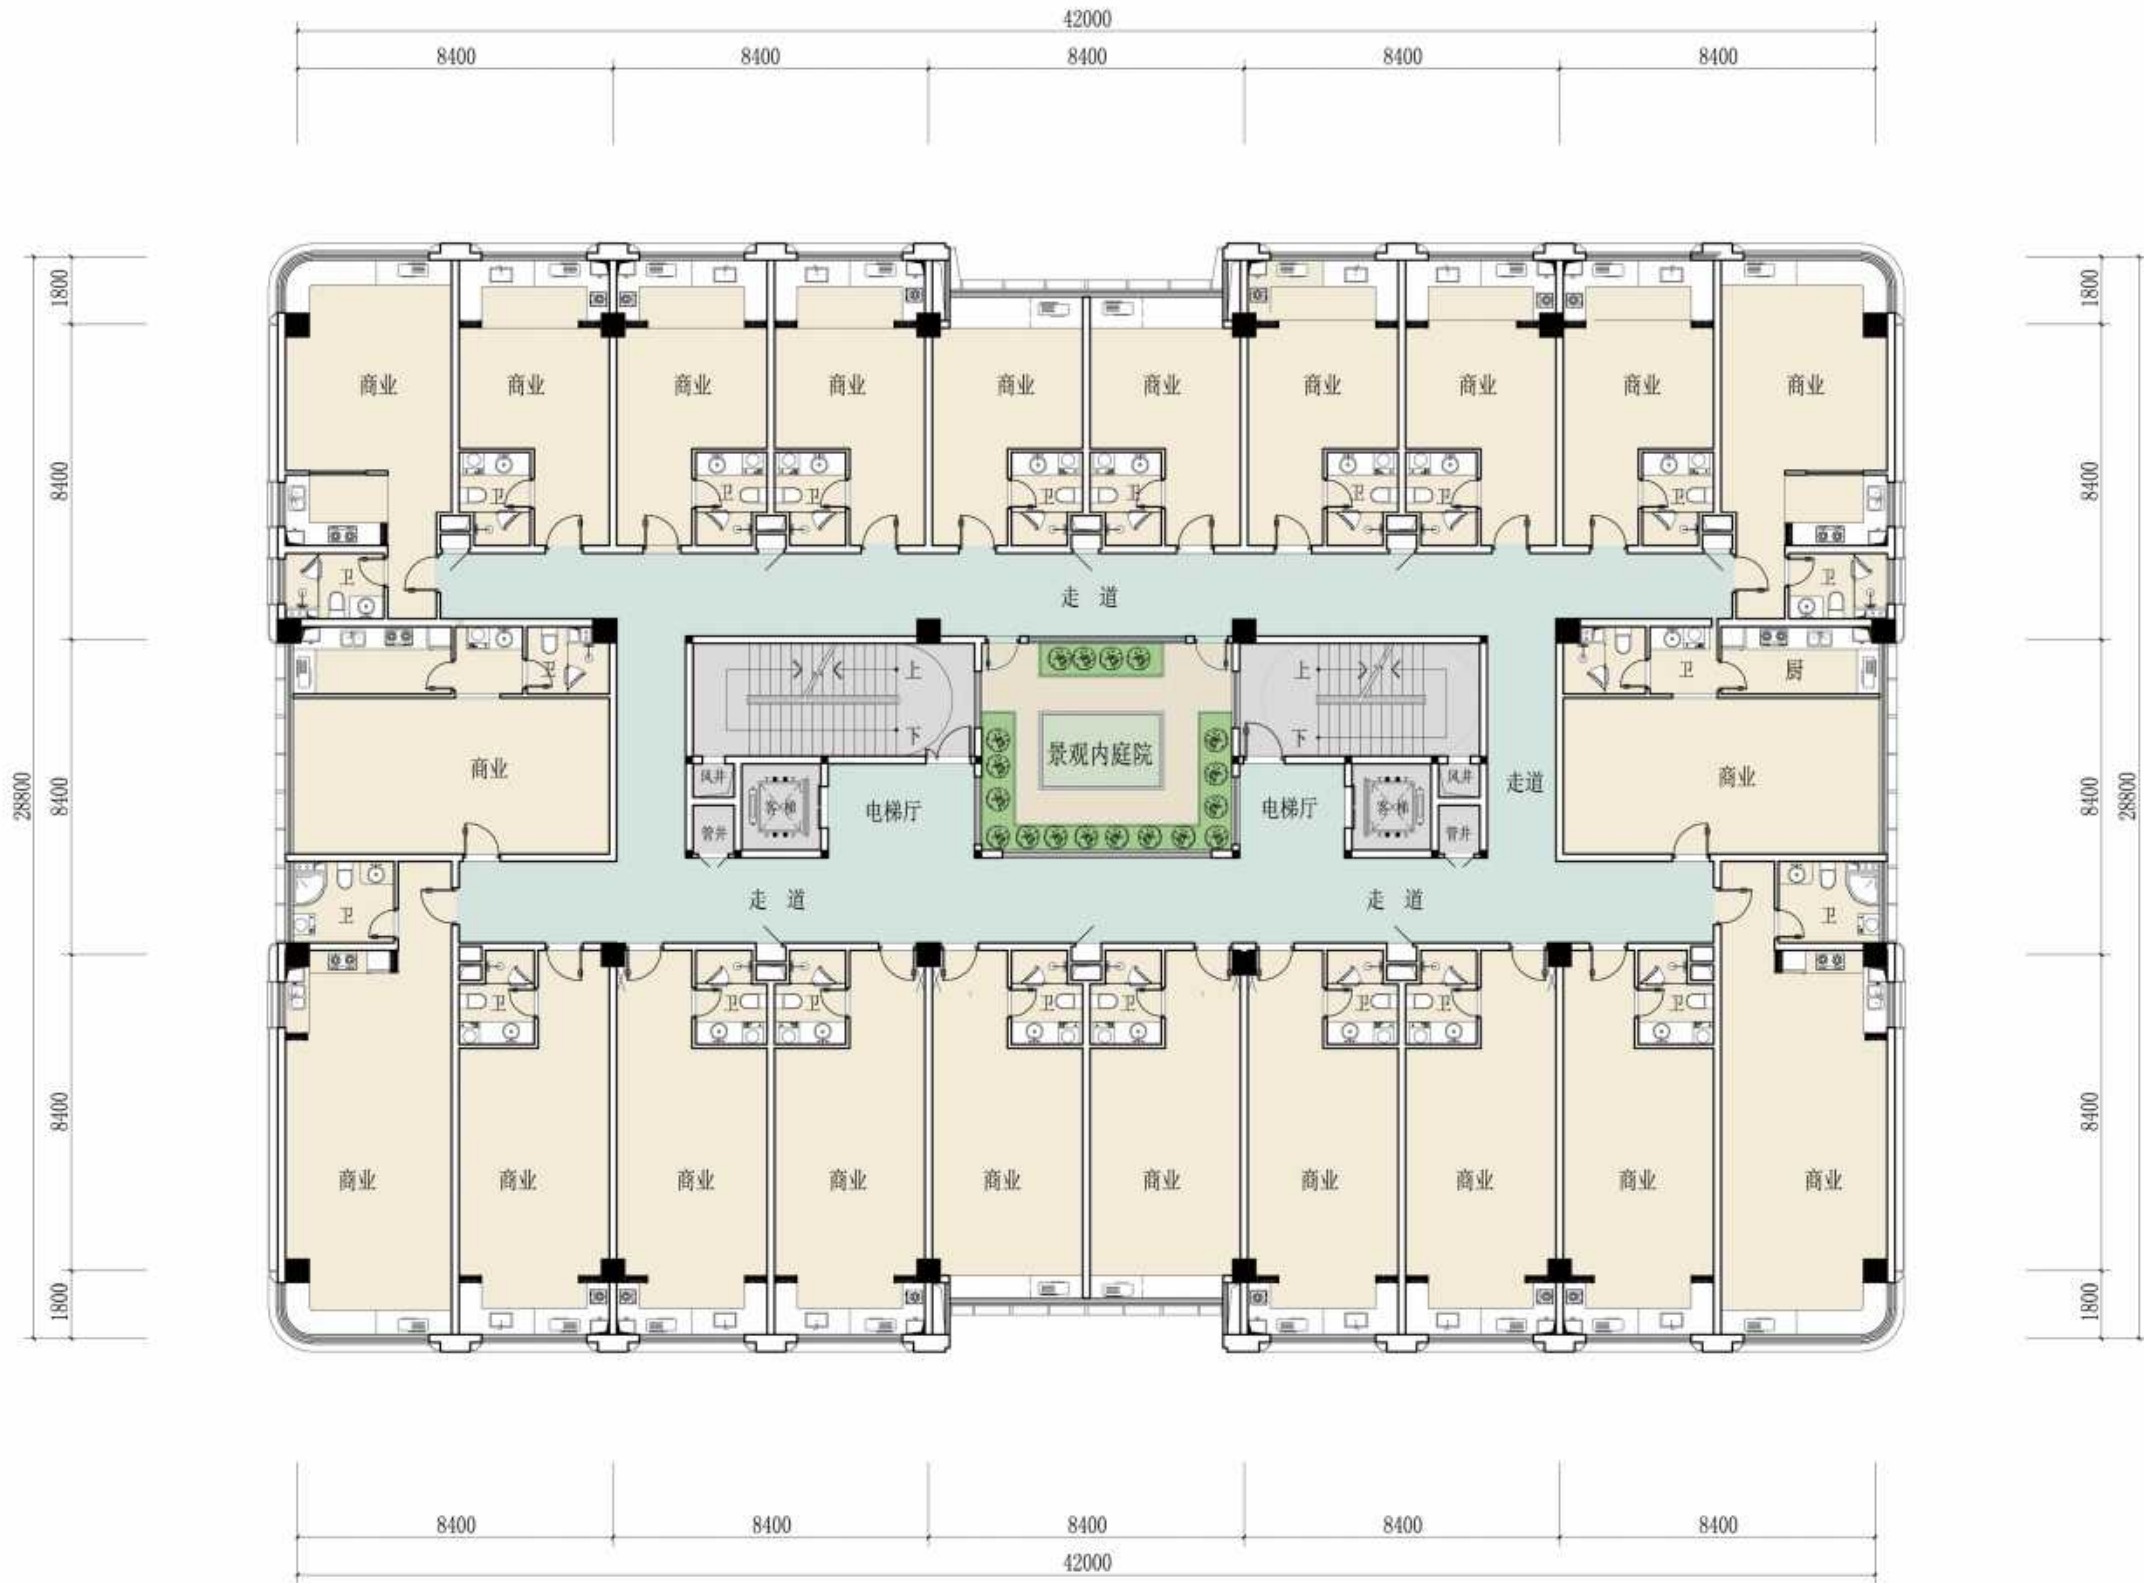 42000
8400 8400 8400 8400 8400
1800 1800
商业 商业 商业 商业 商业 商业 商业 商业 商业 商业
8400 8400
卫 卫 卫 卫 卫 卫 卫 卫
卫 卫
走 道
卫 卫 厨
上 上
下 下
景观内庭院
商业 风井 风井 走道 商业
28800 8400 8400 28800
客梯 电梯厅 电梯厅 客梯
管井 管井
走 道 走 道
卫 卫
卫 卫 卫 卫 卫 卫 卫 卫
8400 8400
商业 商业 商业 商业 商业 商业 商业 商业 商业 商业
1800 1800
8400 8400 8400 8400 8400
42000